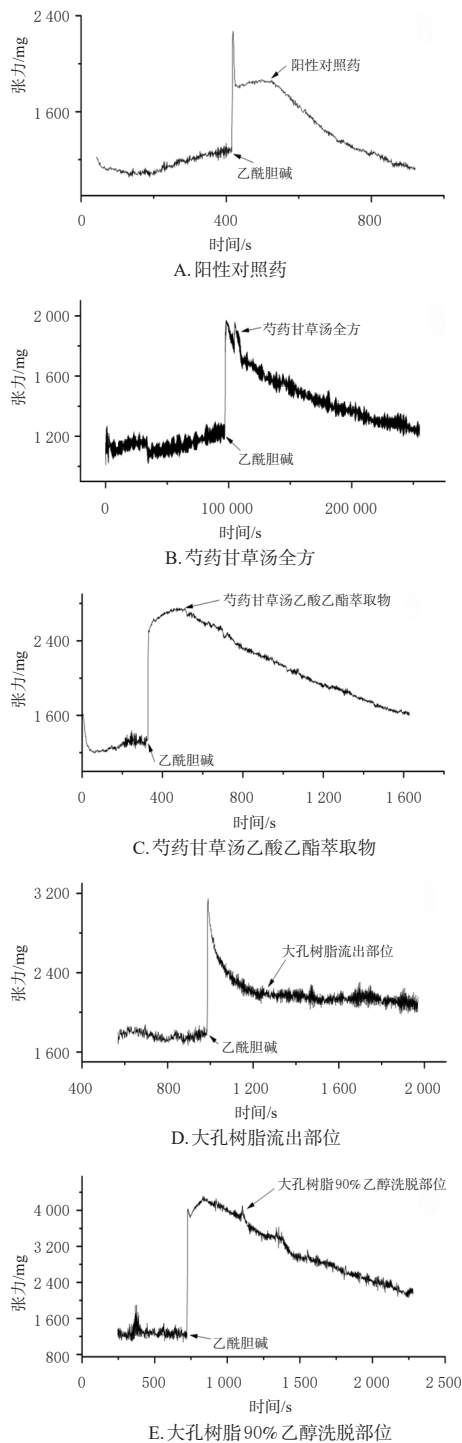 2 400
1 600
张力/mg
阳性对照药
乙酰胆碱
0
400
800
时间/s
A.阳性对照药
2 000
1 600
1 200
张力/mg
芍药甘草汤全方
乙酰胆碱
0
100 000
200 000
时间/s
B.芍药甘草汤全方
2 400
1 600
张力/mg
芍药甘草汤乙酸乙酯萃取物
乙酰胆碱
0
400
800
1 200
1 600
时间/s
C.芍药甘草汤乙酸乙酯萃取物
3 200
2 400
1 600
张力/mg
大孔树脂流出部位
乙酰胆碱
400
800
1 200
1 600
2 000
时间/s
D.大孔树脂流出部位
4 000
3 200
2 400
1 600
800
张力/mg
大孔树脂90%乙醇洗脱部位
乙酰胆碱
0
500
1 000
1 500
2 000
2 500
时间/s
E.大孔树脂90%乙醇洗脱部位